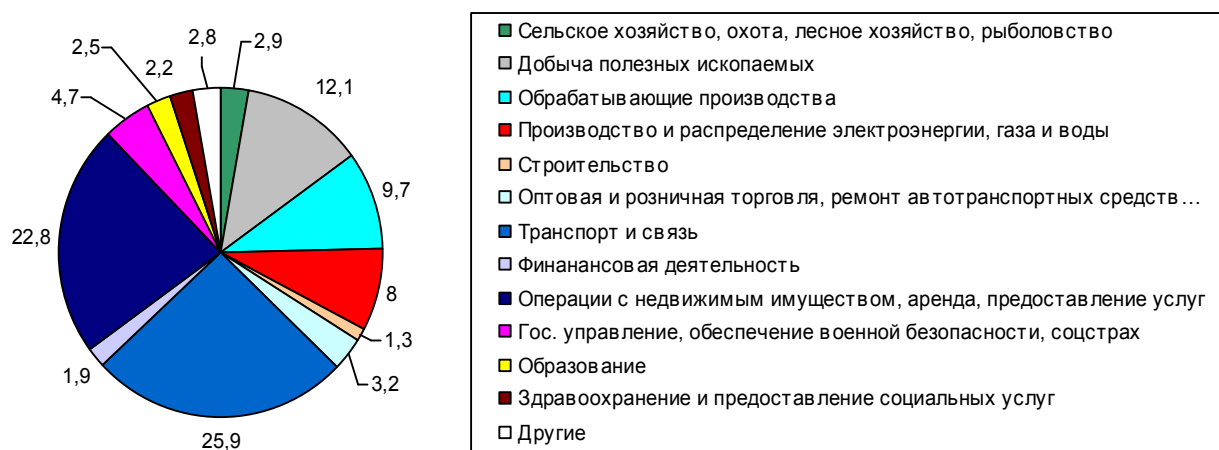 2,8
2,9
2,5
2,2
12,1
4,7
9,7
22,8
8
1,3
1,9
3,2
25,9
Сельское хозяйство, охота, лесное хозяйство, рыболовство
Добыча полезных ископаемых
Обрабатывающие производства
Производство и распределение электроэнергии, газа и воды
Строительство
Оптовая и розничная торговля, ремонт автотранспортных средств…
Транспорт и связь
Финанансовая деятельность
Операции с недвижимым имуществом, аренда, предоставление услуг
Гос. управление, обеспечение военной безопасности, соцстрах
Образование
Здравоохранение и предоставление социальных услуг
Другие